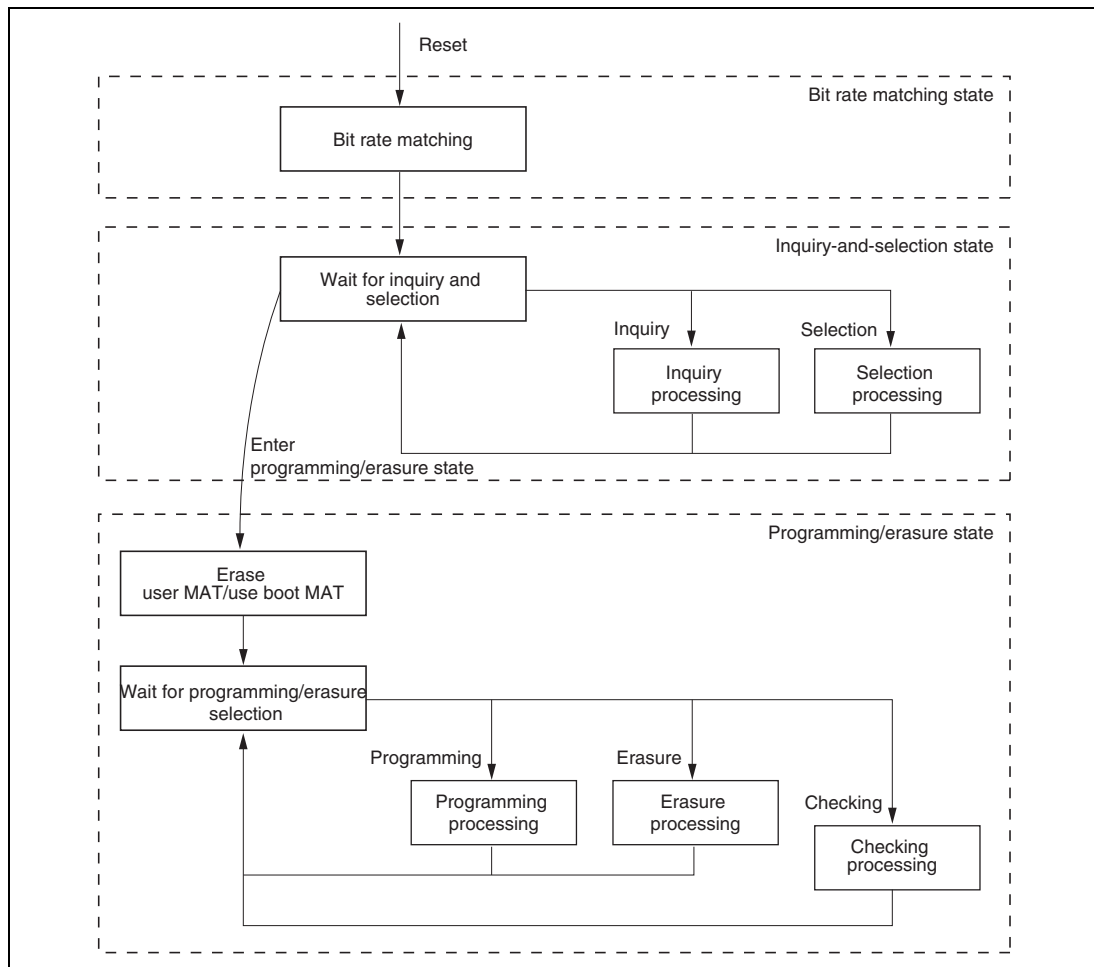 Reset
Bit rate matching state
Bit rate matching
Inquiry-and-selection state
Wait for inquiry and
selection
Inquiry
Selection
Inquiry
processing
Selection
processing
Enter
programming/erasure state
Programming/erasure state
Erase
user MAT/use boot MAT
Wait for programming/erasure
selection
Programming
Erasure
Checking
Programming
processing
Erasure
processing
Checking
processing